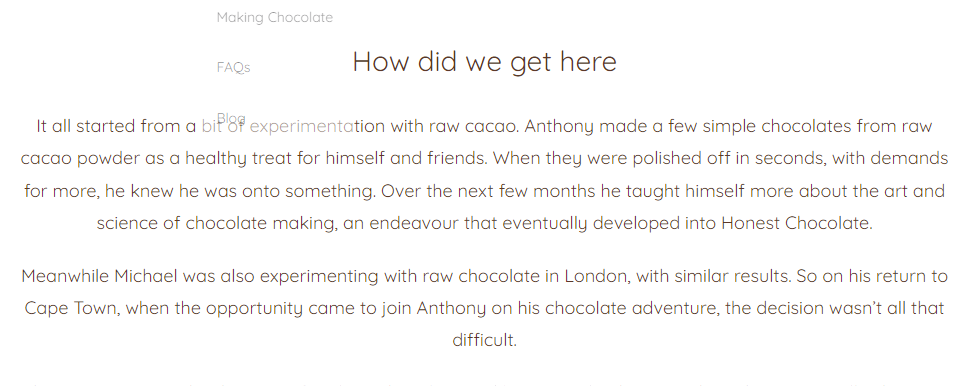 Making Chocolate
How did we get here
FAQs
Blog
It all started from a bit of experimentation with raw cacao. Anthony made a few simple chocolates from raw
cacao powder as a healthy treat for himself and friends. When they were polished off in seconds, with demands
for more, he knew he was onto something. Over the next few months he taught himself more about the art and
science of chocolate making, an endeavour that eventually developed into Honest Chocolate.
Meanwhile Michael was also experimenting with raw chocolate in London, with similar results. So on his return to
Cape Town, when the opportunity came to join Anthony on his chocolate adventure, the decision wasn’t all that
difficult.